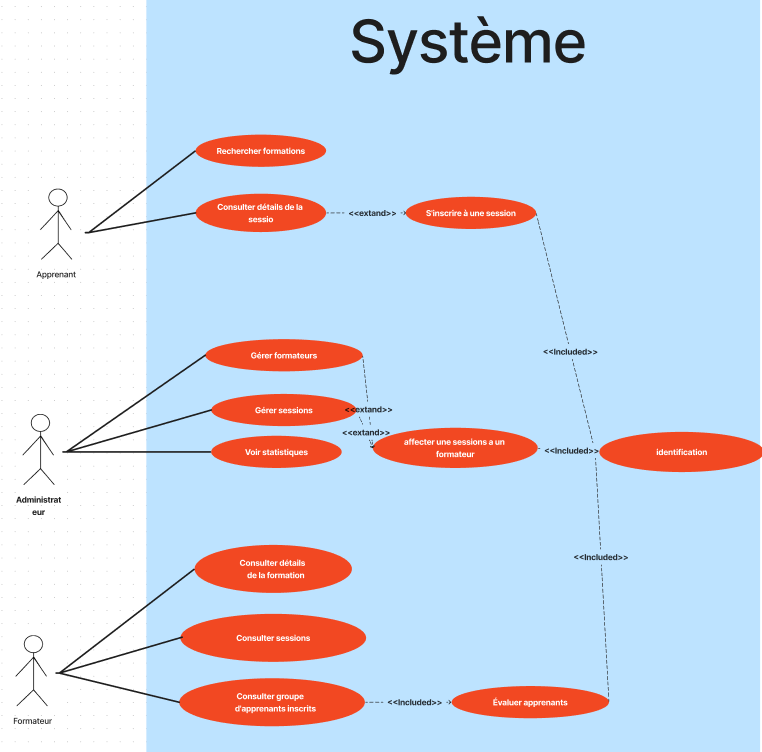 Système
Rechercher formations
Consulter détails de la
sessio
<<extand>>
S'inscrire à une session
Apprenant
<<Included>>
Gérer formateurs
Gérer sessions
<<extand>>
<<extand>>
Voir statistiques
affecter une sessions a un
formateur
<<Included>>
identification
Administrat
eur
Consulter détails
de la formation
<<Included>>
Consulter sessions
Consulter groupe
d'apprenants inscrits
<<Included>>
Évaluer apprenants
Formateur